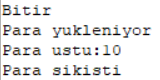 Bitir
Para yukleniyor
Para ustu:10
Para sikisti